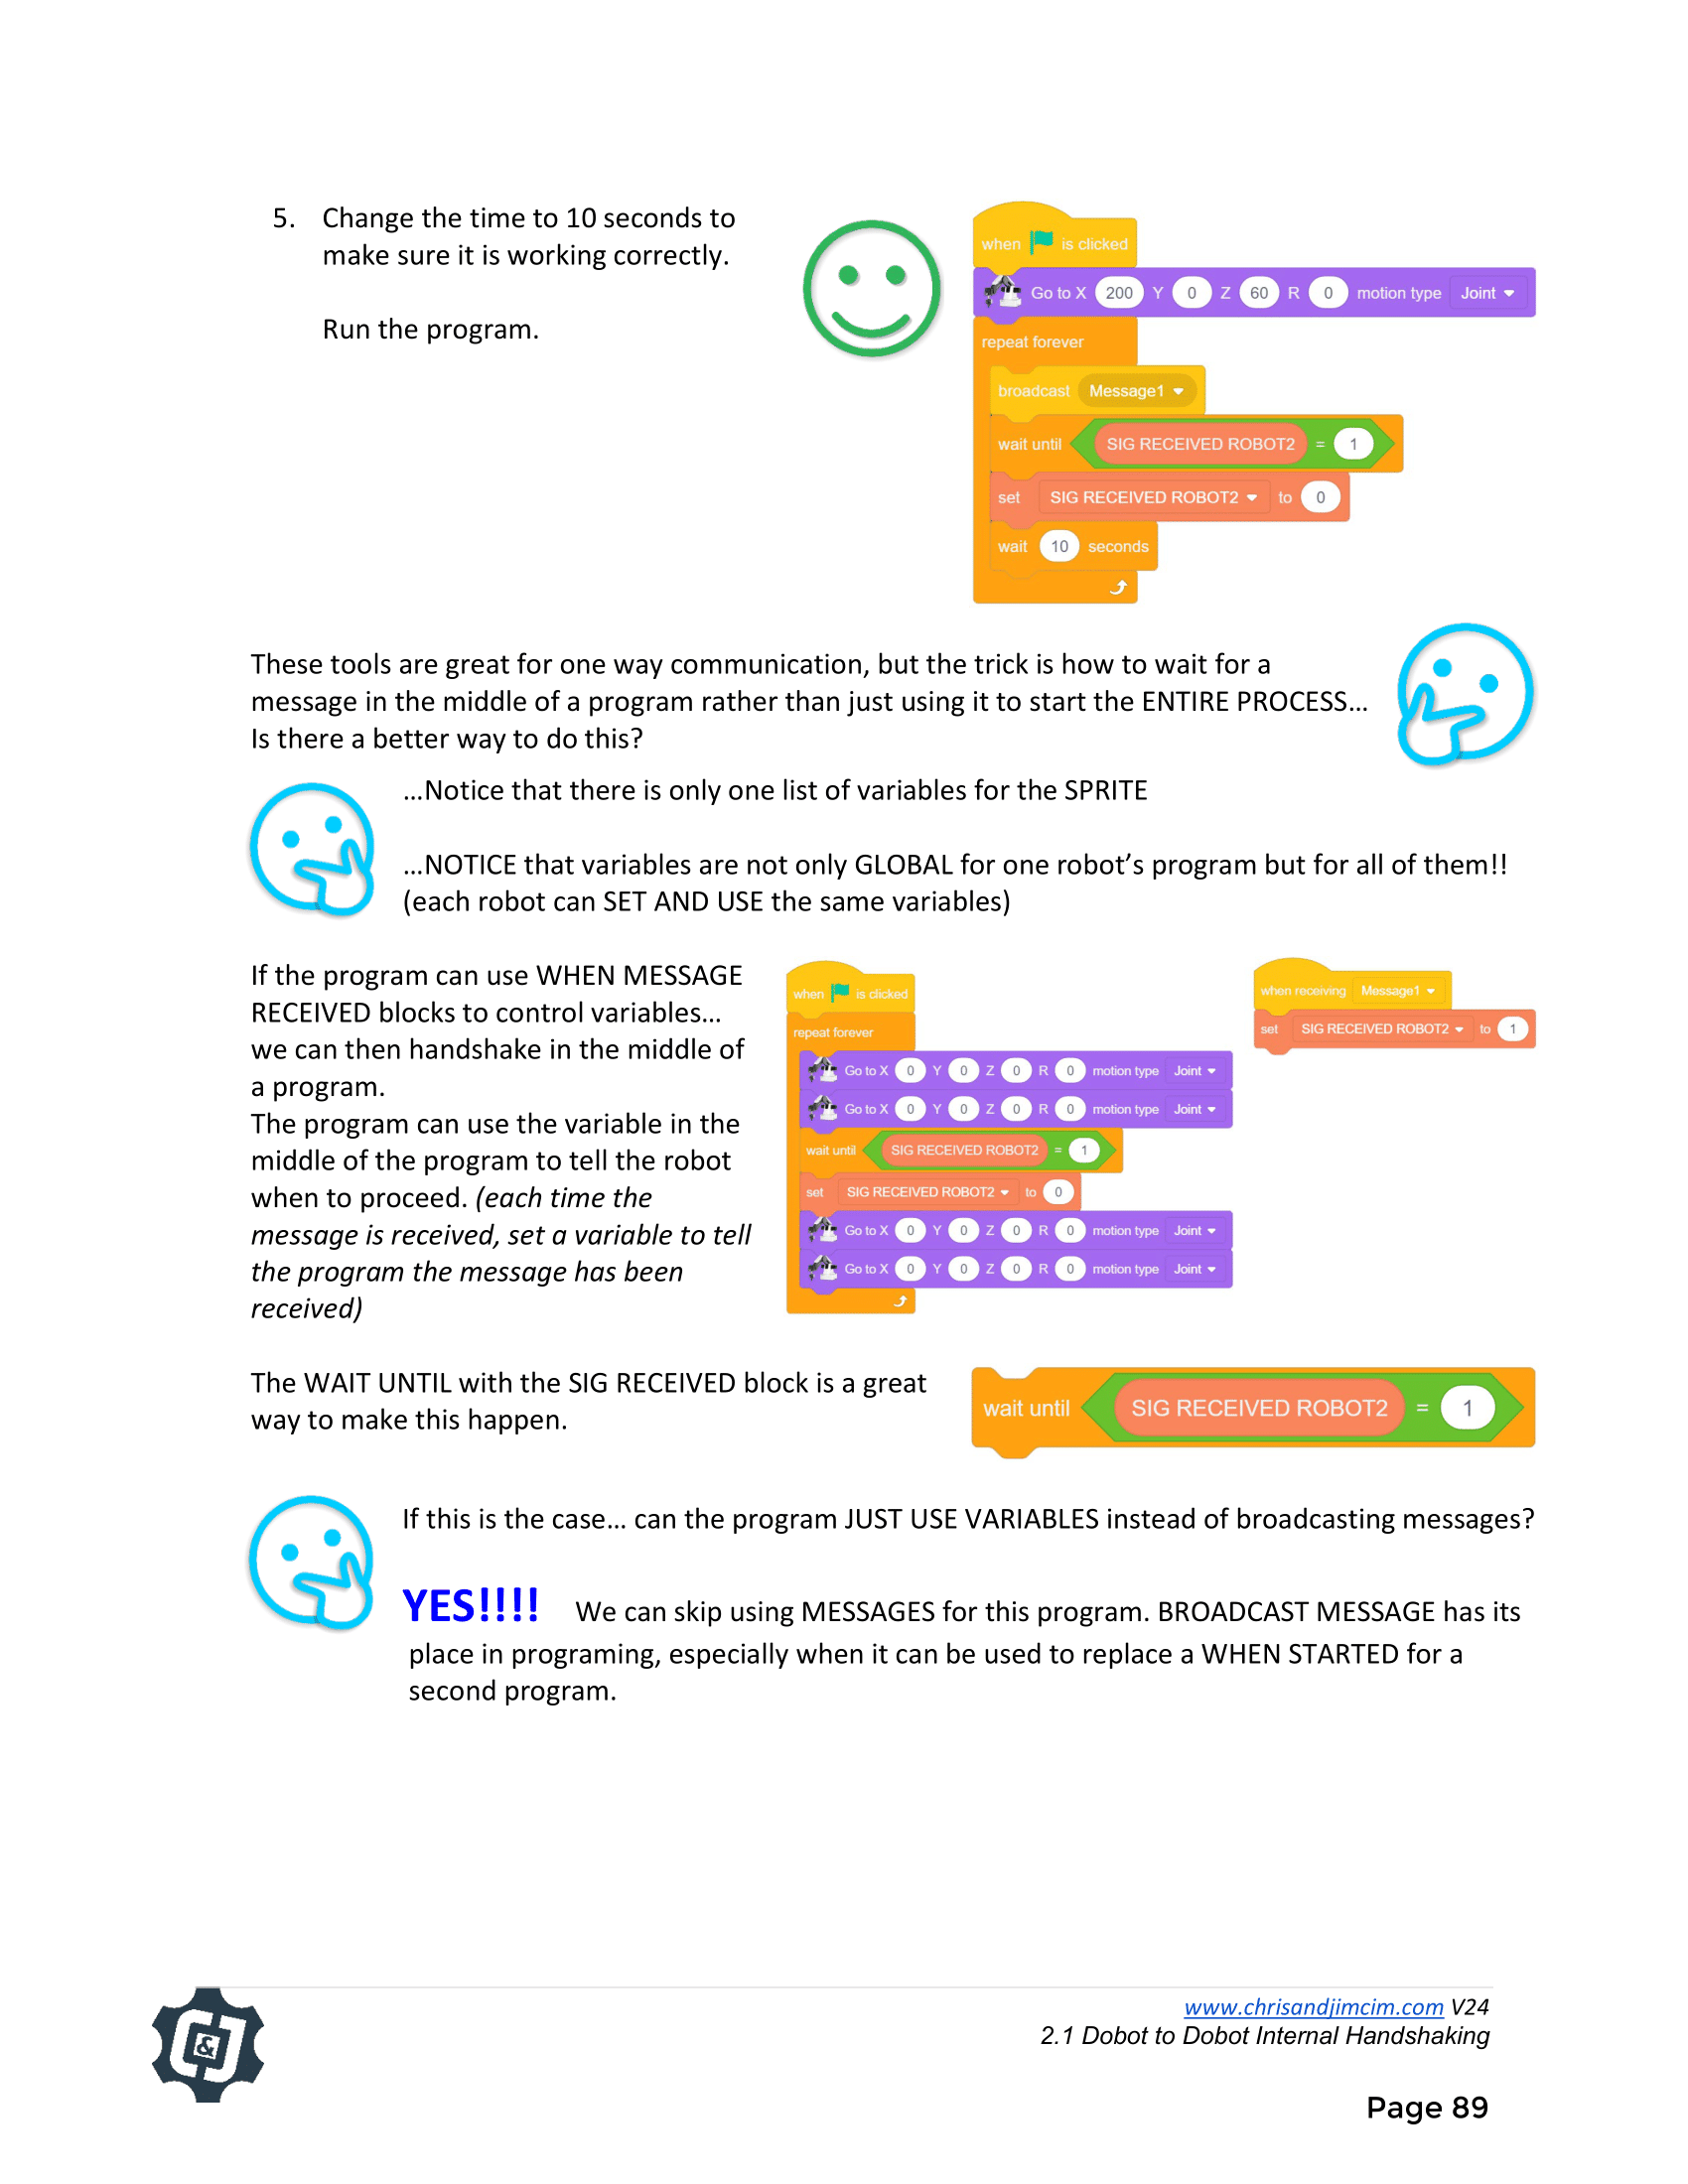 5. Change the time to 10 seconds to
make sure it is working correctly.
Run the program.
when is clicked
Go to X 200 Y 0 Z 60 R 0 motion type Joint
repeat forever
broadcast Message1
wait until SIG RECEIVED ROBOT2 = 1
set SIG RECEIVED ROBOT2 to 0
wait 10 seconds
These tools are great for one way communication, but the trick is how to wait for a
message in the middle of a program rather than just using it to start the ENTIRE PROCESS…
Is there a better way to do this?
…Notice that there is only one list of variables for the SPRITE
…NOTICE that variables are not only GLOBAL for one robot’s program but for all of them!!
(each robot can SET AND USE the same variables)
If the program can use WHEN MESSAGE
RECEIVED blocks to control variables…
we can then handshake in the middle of
a program.
The program can use the variable in the
middle of the program to tell the robot
when to proceed. (each time the
message is received, set a variable to tell
the program the message has been
received)
when is clicked
repeat forever
Go to X 0 Y 0 Z 0 R 0 motion type Joint
Go to X 0 Y 0 Z 0 R 0 motion type Joint
wait until SIG RECEIVED ROBOT2 = 1
set SIG RECEIVED ROBOT2 to 0
Go to X 0 Y 0 Z 0 R 0 motion type Joint
Go to X 0 Y 0 Z 0 R 0 motion type Joint
when receiving Message1
set SIG RECEIVED ROBOT2 to 1
The WAIT UNTIL with the SIG RECEIVED block is a great
way to make this happen.
wait until SIG RECEIVED ROBOT2 = 1
If this is the case… can the program JUST USE VARIABLES instead of broadcasting messages?
YES!!!! We can skip using MESSAGES for this program. BROADCAST MESSAGE has its
place in programing, especially when it can be used to replace a WHEN STARTED for a
second program.
C&J
www.chrisandjimcim.com V24
2.1 Dobot to Dobot Internal Handshaking
Page 89